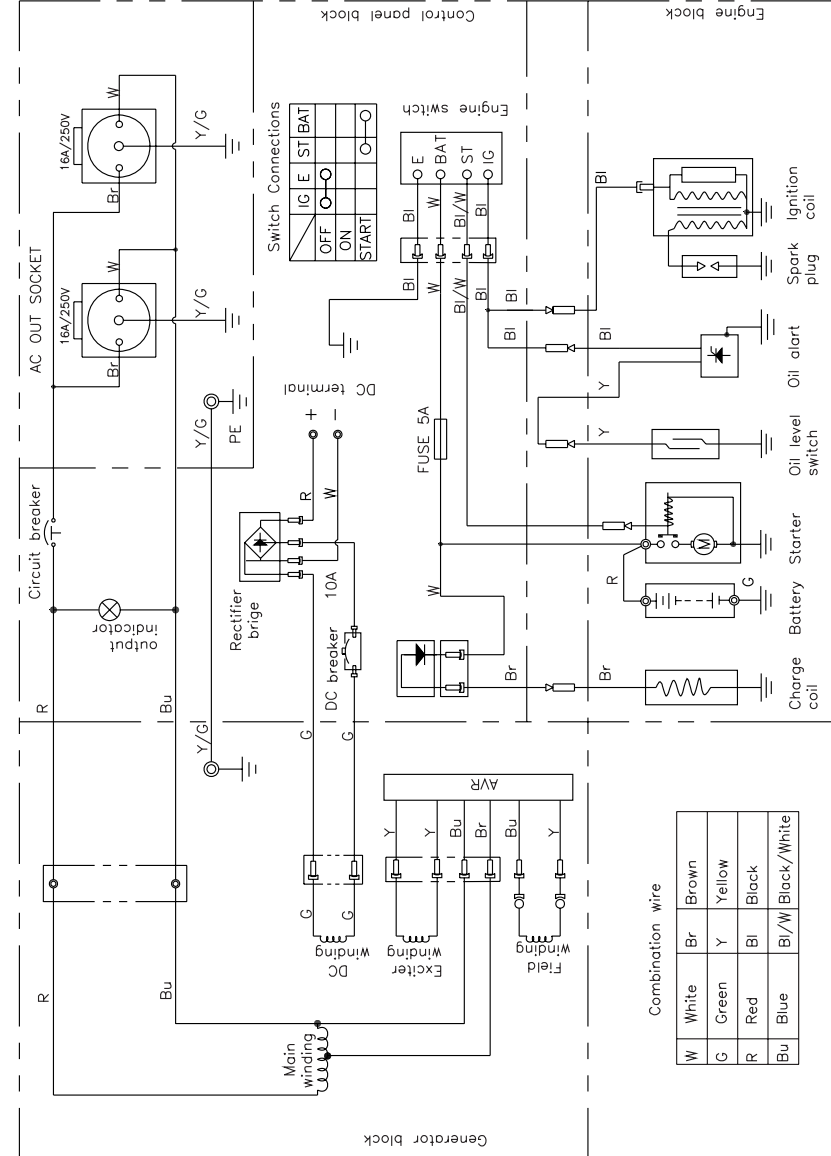 Control panel block
Engine block
AC OUT SOCKET
16A/250V
16A/250V
W
Br
Y/G
W
Br
Y/G
Y/G
PE
Circuit breaker
output
indicator
R
Bu
Y/G
R
Bu
Switch Connections
IG E ST BAT
OFF
ON
START
Engine switch
E
BAT
ST
IG
Bl
W
Bl/W
Bl
Bl
W
Bl/W
Bl
Bl
Bl
Bl
Bl
DC terminal
+
−
R
W
Rectifier
brige
10A
DC breaker
G
G
FUSE 5A
W
Br
Br
Y
Y
R
G
Ignition
coil
Spark
plug
Oil alart
Oil level
switch
M
Starter
Battery
Charge
coil
AVR
Y
Y
Bu
Br
Bu
Y
G
G
DC
winding
Exciter
winding
Field
winding
Main
winding
Generator block
Combination wire
W White Br Brown
G Green Y Yellow
R Red Bl Black
Bu Blue Bl/W Black/White